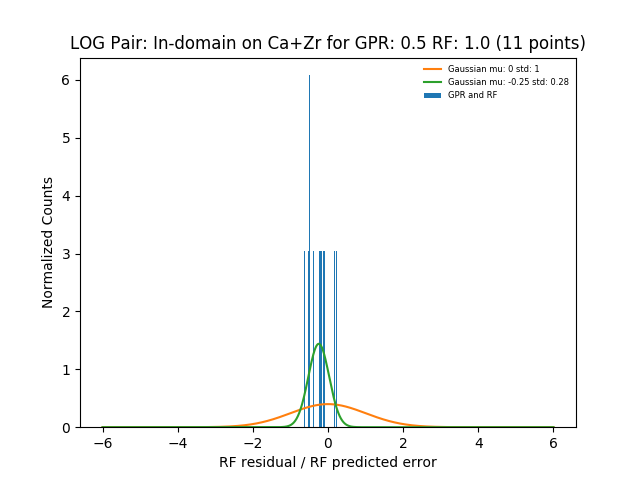 LOG Pair: In-domain on Ca+Zr for GPR: 0.5 RF: 1.0 (11 points)
Gaussian mu: 0 std: 1
Gaussian mu: -0.25 std: 0.28
GPR and RF
Normalized Counts
6
5
4
3
2
1
0
−6 −4 −2 0 2 4 6
RF residual / RF predicted error